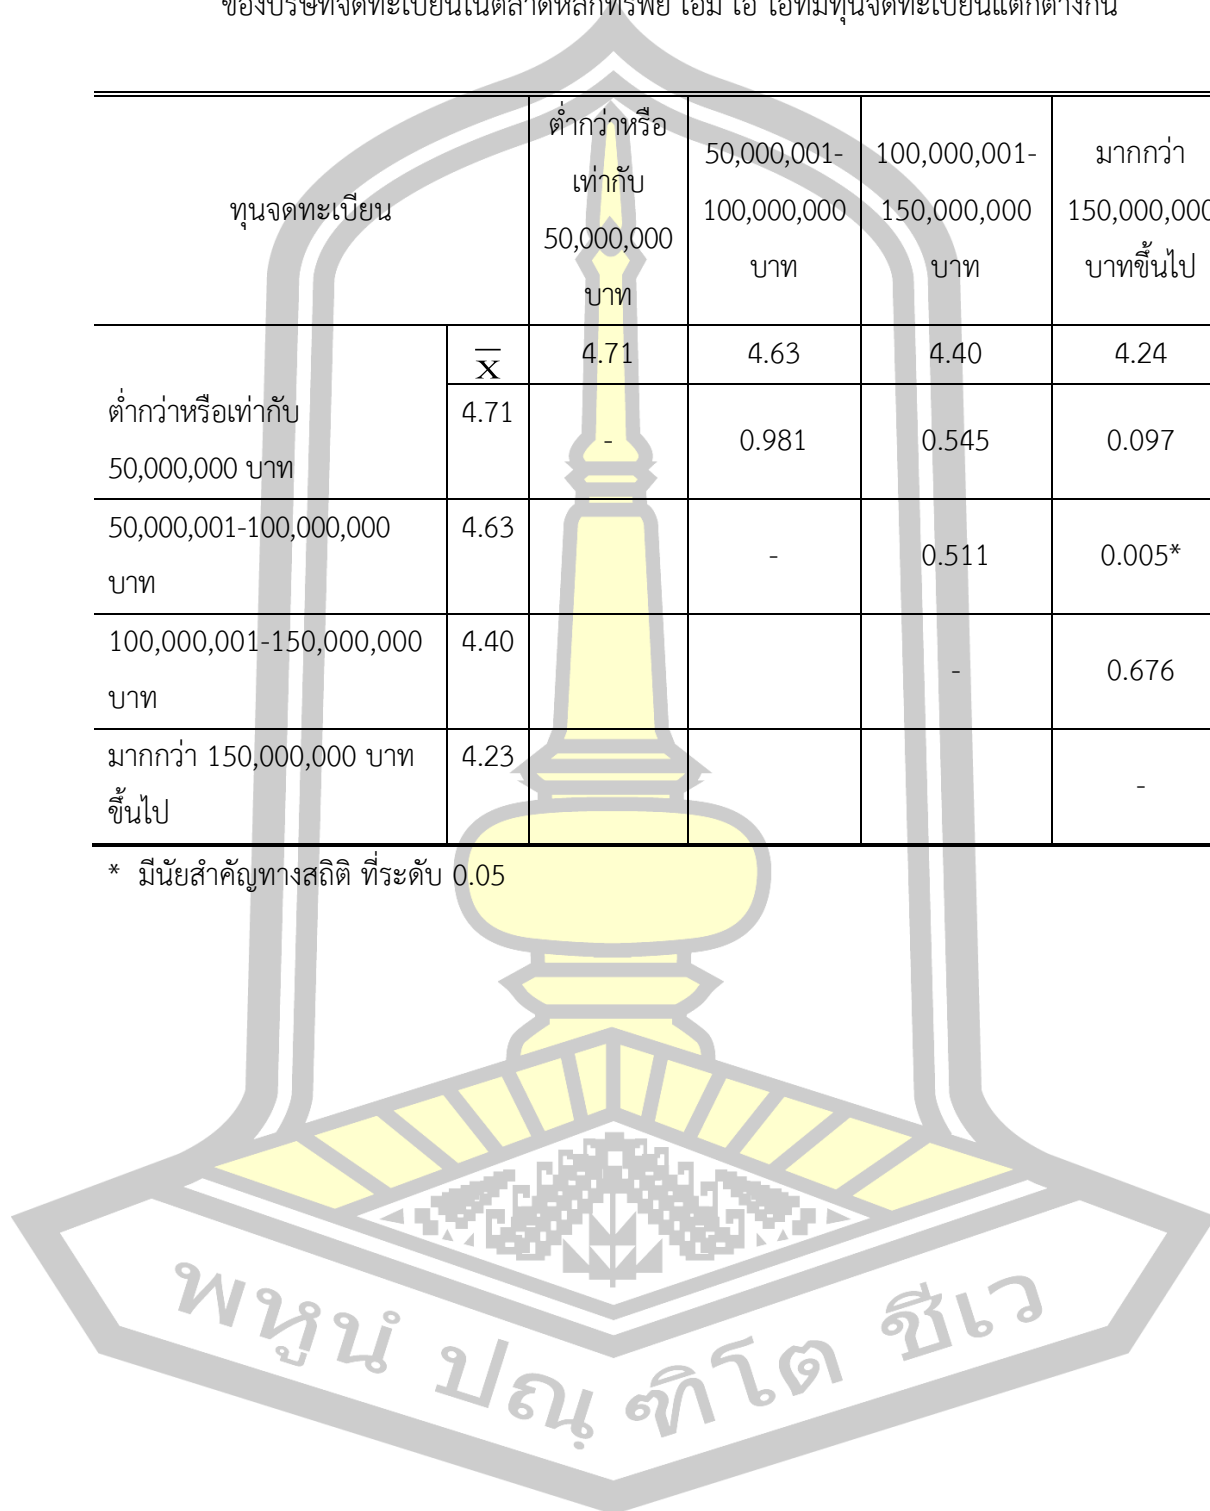 ของบริษัทจดทะเบียนในตลาดหลักทรัพย์ เอ็ม เอ ไอที่มีทุนจดทะเบียนแตกต่างกัน
ทุนจดทะเบียน
ต่ำกว่าหรือ
เท่ากับ
50,000,000
บาท
50,000,001-
100,000,000
บาท
100,000,001-
150,000,000
บาท
มากกว่า
150,000,000
บาทขึ้นไป
X 4.71 4.63 4.40 4.24
ต่ำกว่าหรือเท่ากับ 4.71
50,000,000 บาท
- 0.981 0.545 0.097
50,000,001-100,000,000 4.63
บาท
- 0.511 0.005*
100,000,001-150,000,000 4.40
บาท
- 0.676
มากกว่า 150,000,000 บาท 4.23
ขึ้นไป
-
* มีนัยสำคัญทางสถิติ ที่ระดับ 0.05
พหูนํ ปณฺฑิโต ชีเว